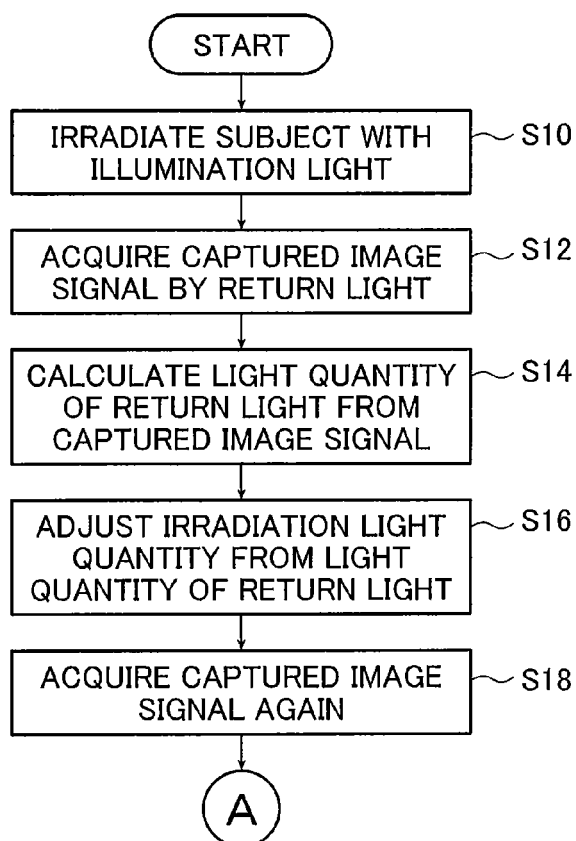 START
IRRADIATE SUBJECT WITH
ILLUMINATION LIGHT
S10
ACQUIRE CAPTURED IMAGE
SIGNAL BY RETURN LIGHT
S12
CALCULATE LIGHT QUANTITY
OF RETURN LIGHT FROM
CAPTURED IMAGE SIGNAL
S14
ADJUST IRRADIATION LIGHT
QUANTITY FROM LIGHT
QUANTITY OF RETURN LIGHT
S16
ACQUIRE CAPTURED IMAGE
SIGNAL AGAIN
S18
A